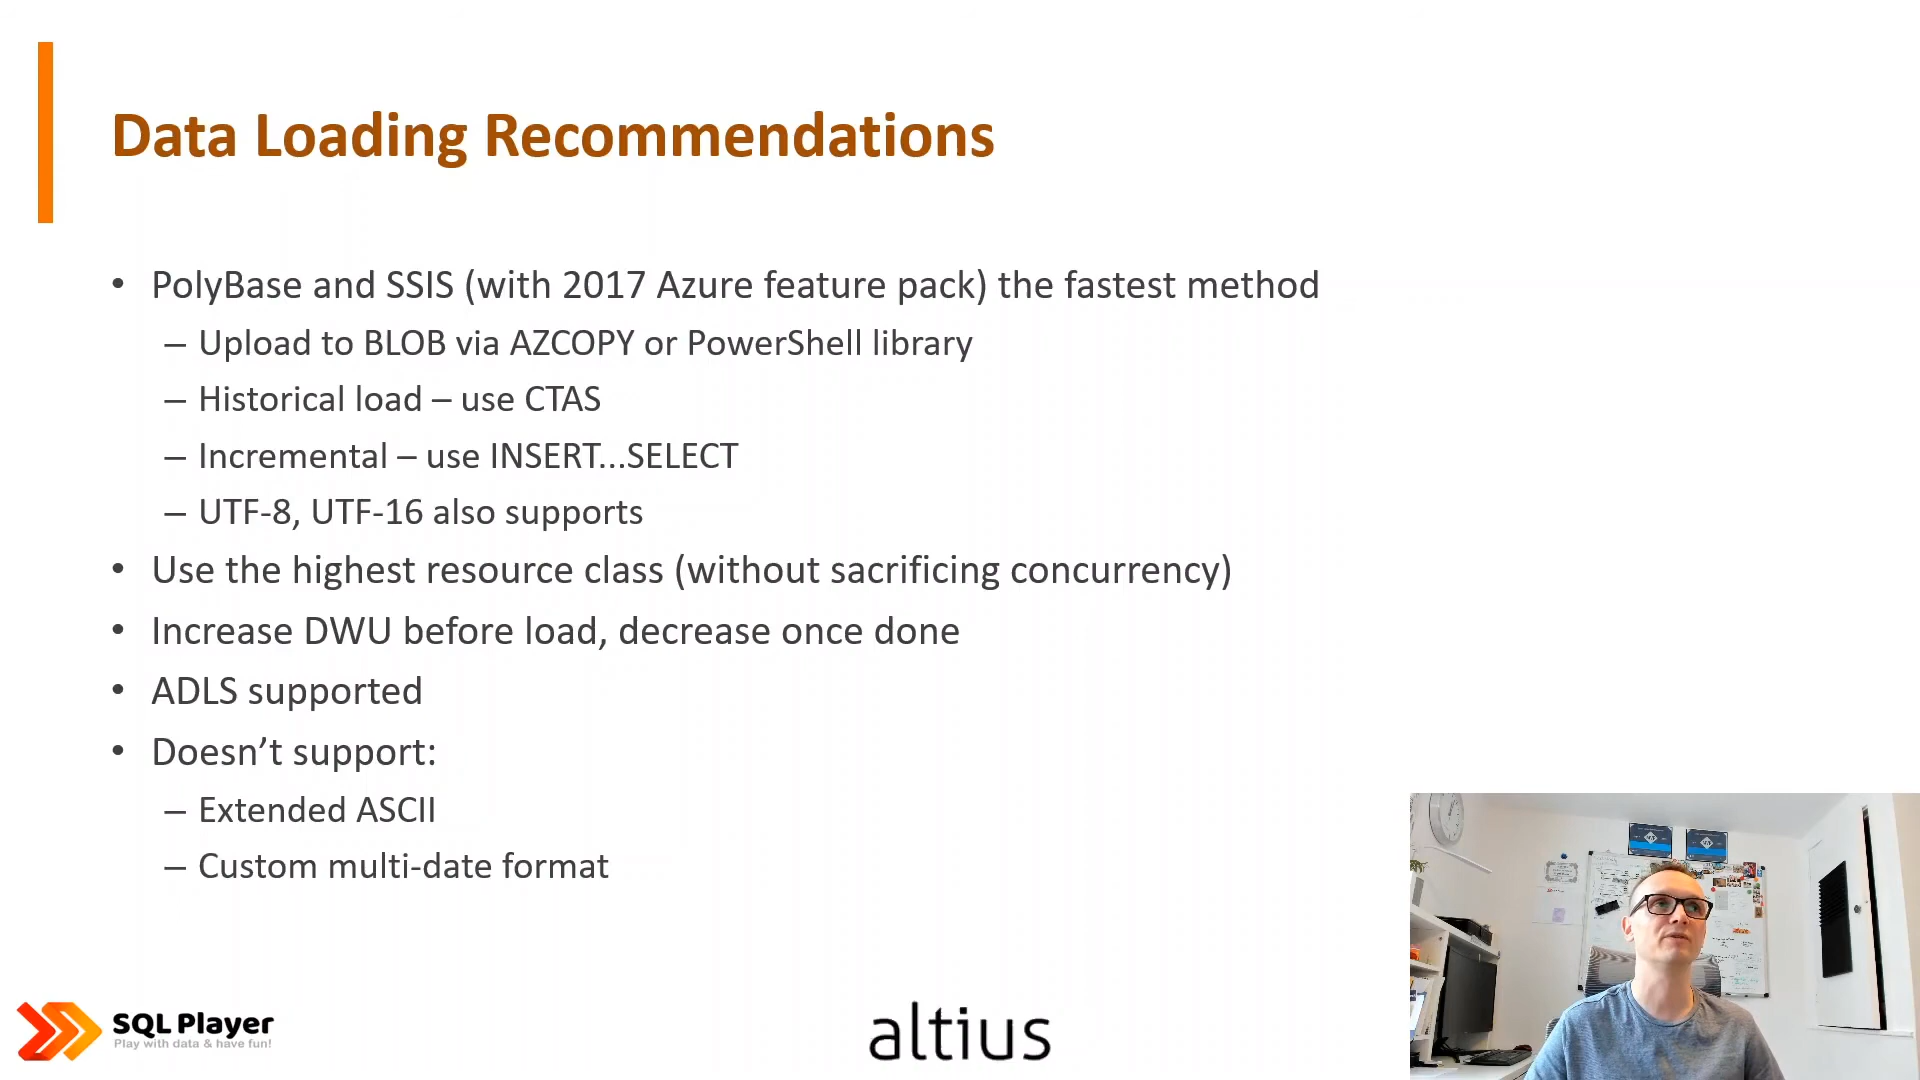 Data Loading Recommendations
• PolyBase and SSIS (with 2017 Azure feature pack) the fastest method
– Upload to BLOB via AZCOPY or PowerShell library
– Historical load – use CTAS
– Incremental – use INSERT...SELECT
– UTF-8, UTF-16 also supports
• Use the highest resource class (without sacrificing concurrency)
• Increase DWU before load, decrease once done
• ADLS supported
• Doesn’t support:
– Extended ASCII
– Custom multi-date format
SQL Player
Play with data & have fun!
altius